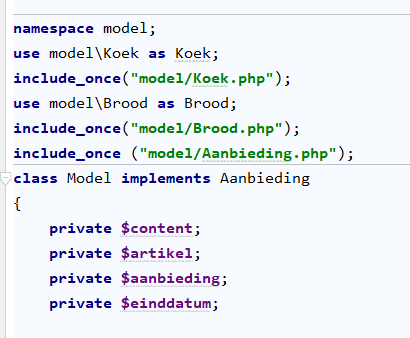 namespace model;
use model\Koek as Koek;
include_once("model/Koek.php");
use model\Brood as Brood;
include_once("model/Brood.php");
include_once ("model/Aanbieding.php");
class Model implements Aanbieding
{
    private $content;
    private $artikel;
    private $aanbieding;
    private $einddatum;